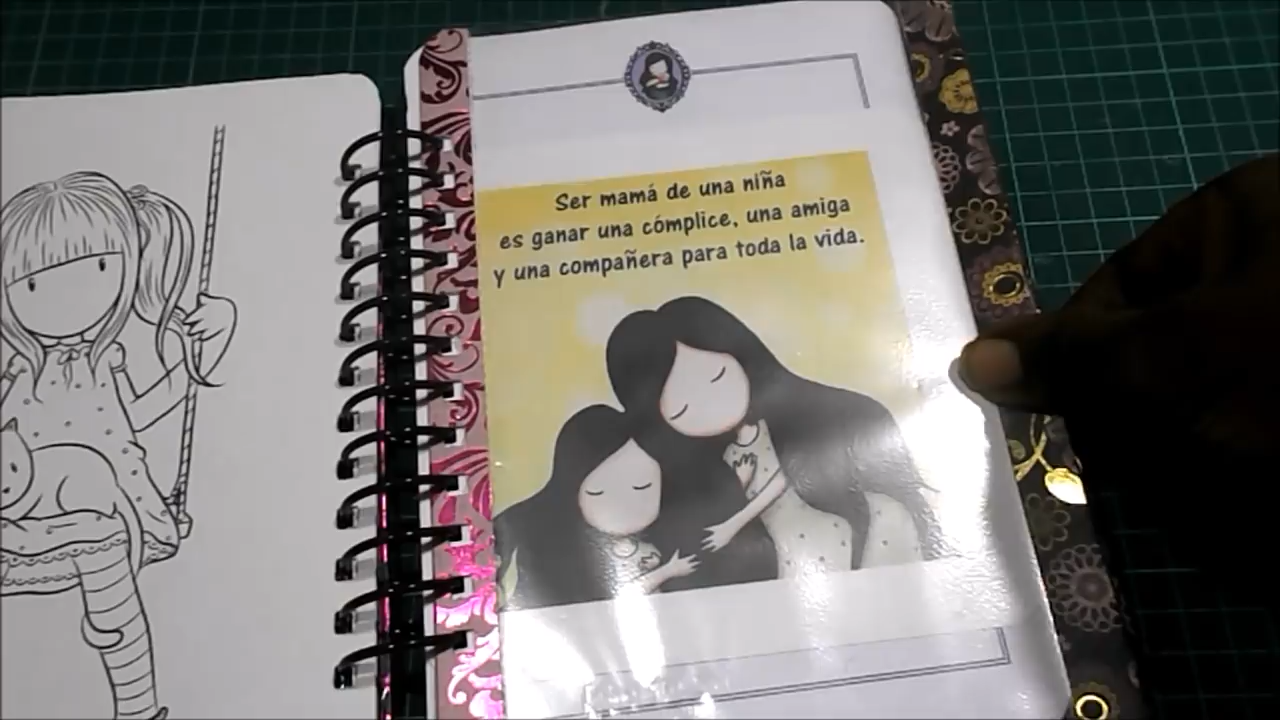 Ser mamá de una niña
es ganar una cómplice, una amiga
y una compañera para toda la vida.